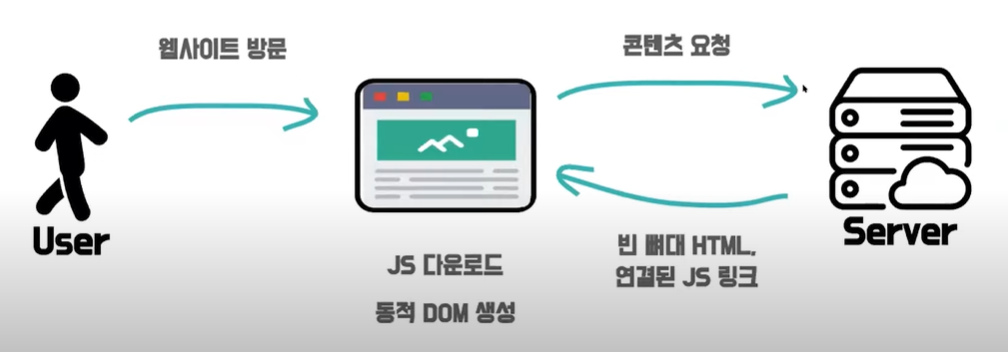 웹사이트 방문
콘텐츠 요청
User
Server
빈 뼈대 HTML,
연결된 JS 링크
JS 다운로드
동적 DOM 생성